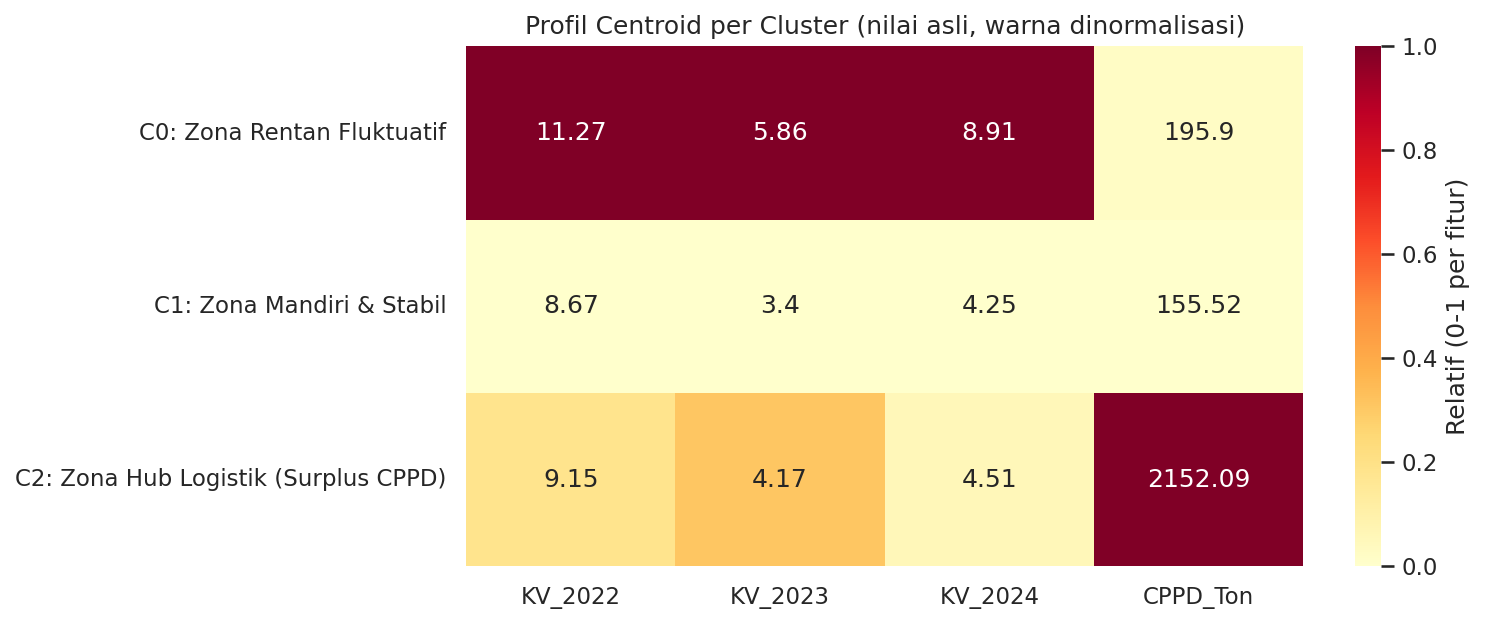 Profil Centroid per Cluster (nilai asli, warna dinormalisasi)
C0: Zona Rentan Fluktuatif
11.27 5.86 8.91 195.9
C1: Zona Mandiri & Stabil
8.67 3.4 4.25 155.52
C2: Zona Hub Logistik (Surplus CPPD)
9.15 4.17 4.51 2152.09
KV_2022 KV_2023 KV_2024 CPPD_Ton
1.0
0.8
0.6
0.4
0.2
0.0
Relatif (0-1 per fitur)